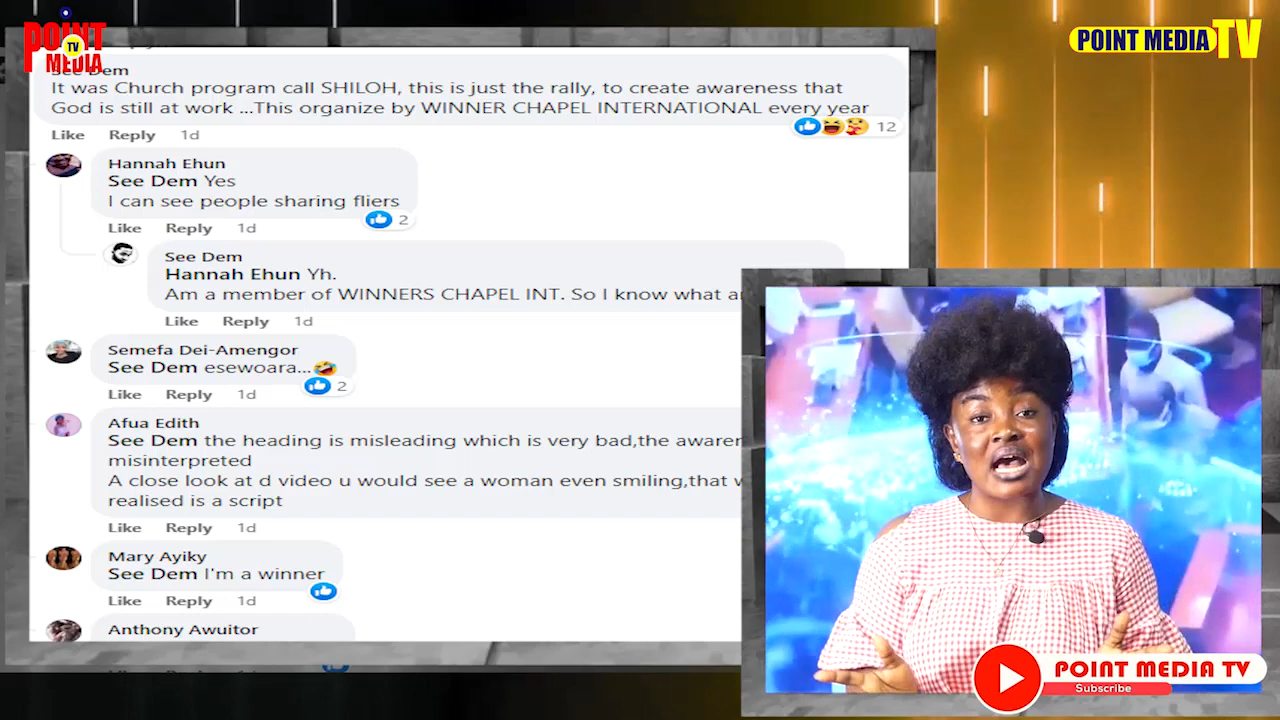 POINT
TV
MEDIA
POINT MEDIA TV
See Dem
It was Church program call SHILOH, this is just the rally, to create awareness that
God is still at work ...This organize by WINNER CHAPEL INTERNATIONAL every year
Like Reply 1d
12
Hannah Ehun
See Dem Yes
I can see people sharing fliers
Like Reply 1d
2
See Dem
Hannah Ehun Yh.
Am a member of WINNERS CHAPEL INT. So I know what
Like Reply 1d
Semefa Dei-Amengor
See Dem esewoara...
Like Reply 1d
2
Afua Edith
See Dem the heading is misleading which is very bad,the
misinterpreted
A close look at d video u would see a woman even smiling,that
realised is a script
Like Reply 1d
Mary Ayiky
See Dem I'm a winner
Like Reply 1d
Anthony Awuitor
POINT MEDIA TV
Subscribe